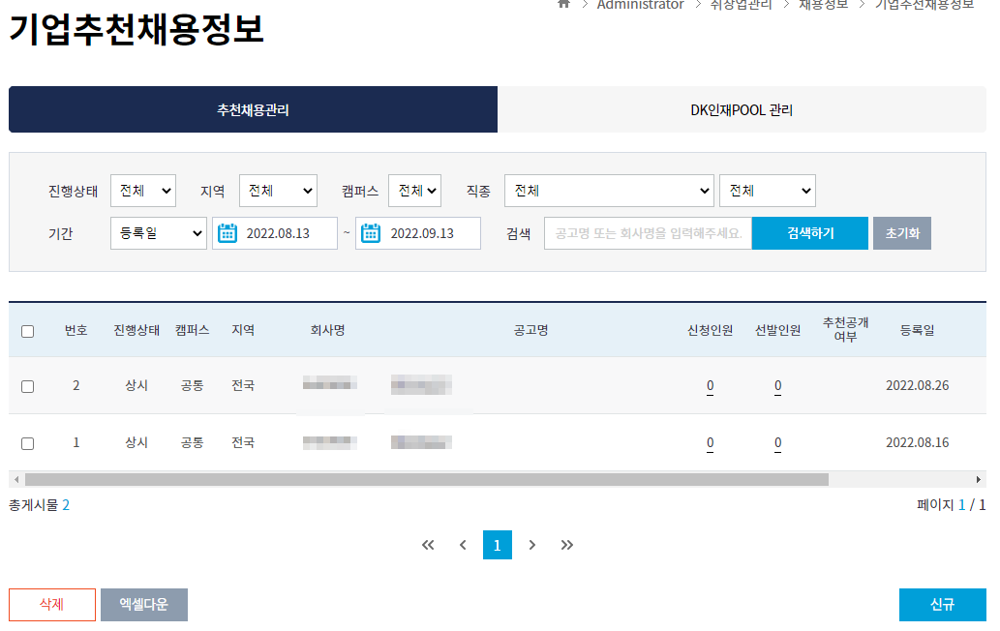 Administrator > 취창업관리 > 채용정보 > 기업추천채용정보
기업추천채용정보
추천채용관리 DK인재POOL 관리
진행상태 전체 지역 전체 캠퍼스 전체 직종 전체 전체
기간 등록일 2022.08.13 ~ 2022.09.13 검색 공고명 또는 회사명을 입력해주세요. 검색하기 초기화
번호 진행상태 캠퍼스 지역 회사명 공고명 신청인원 선발인원 추천공개 여부 등록일
2 상시 공통 전국 0 0 2022.08.26
1 상시 공통 전국 0 0 2022.08.16
총게시물 2 페이지 1 / 1
1
삭제 엑셀다운 신규